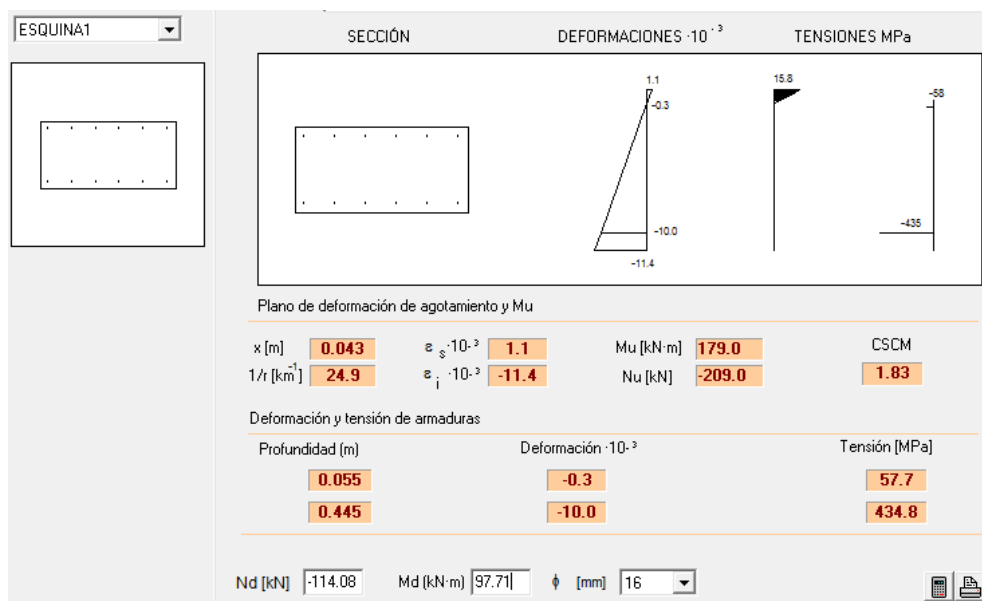 ESQUINA1
SECCIÓN DEFORMACIONES ·10⁻³ TENSIONES MPa
1.1 15.8
-0.3 -58
-10.0 -435
-11.4
Plano de deformación de agotamiento y Mu
x [m] 0.043 ε s ·10-³ 1.1 Mu [kN·m] 179.0 CSCM
1/r [km⁻¹] 24.9 ε i ·10-³ -11.4 Nu [kN] -209.0 1.83
Deformación y tensión de armaduras
Profundidad (m) Deformación ·10-³ Tensión [MPa]
0.055 -0.3 57.7
0.445 -10.0 434.8
Nd [kN] -114.08 Md (kN·m) 97.71 ϕ [mm] 16